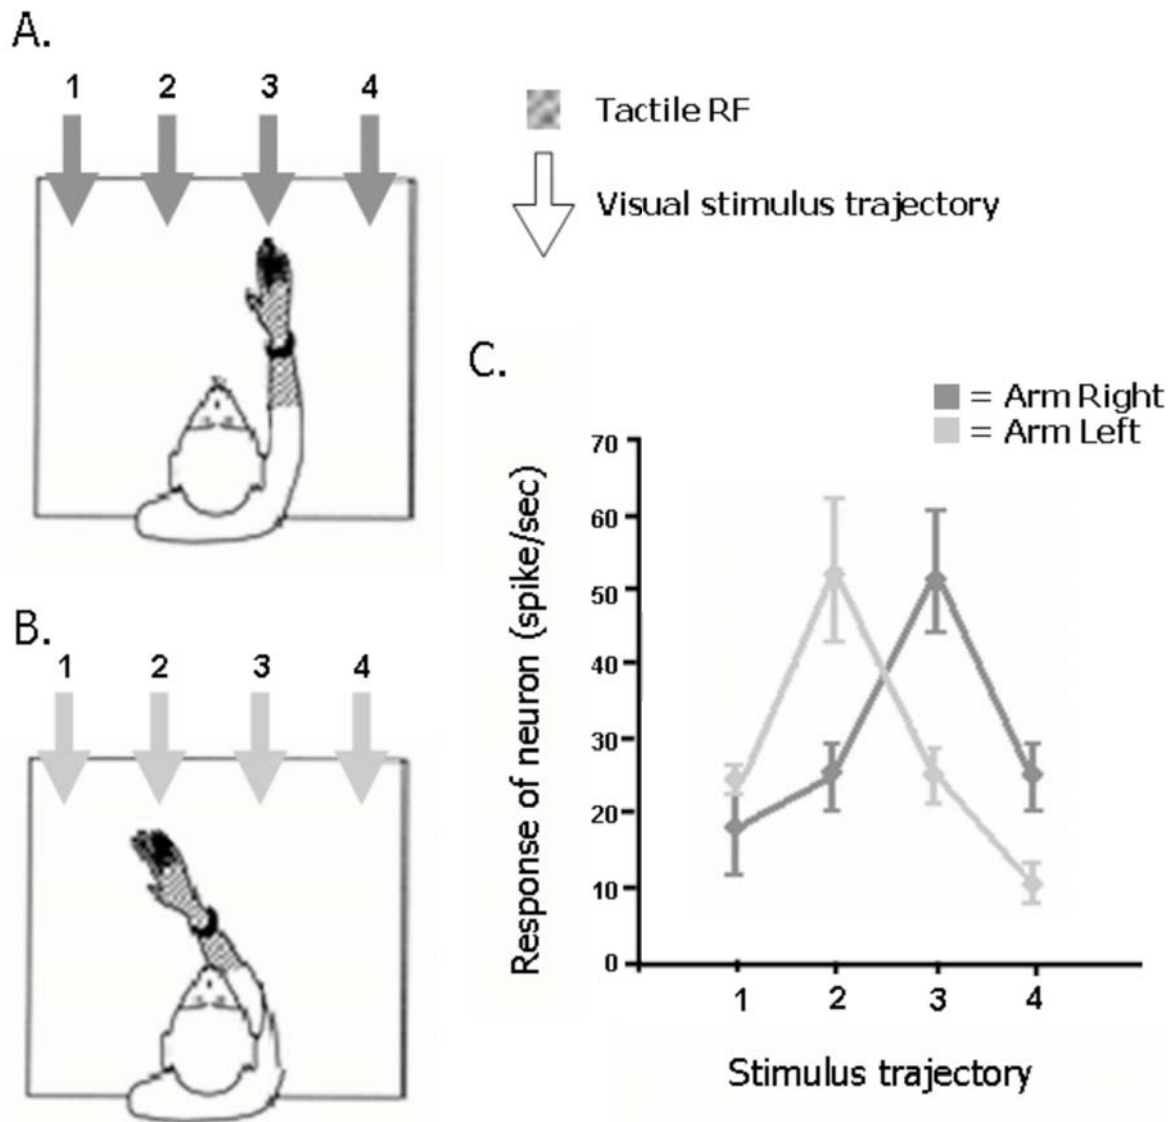 A.
1 2 3 4
Tactile RF
Visual stimulus trajectory
B.
1 2 3 4
C.
= Arm Right
= Arm Left
Response of neuron (spike/sec)
70
60
50
40
30
20
10
0
1 2 3 4
Stimulus trajectory